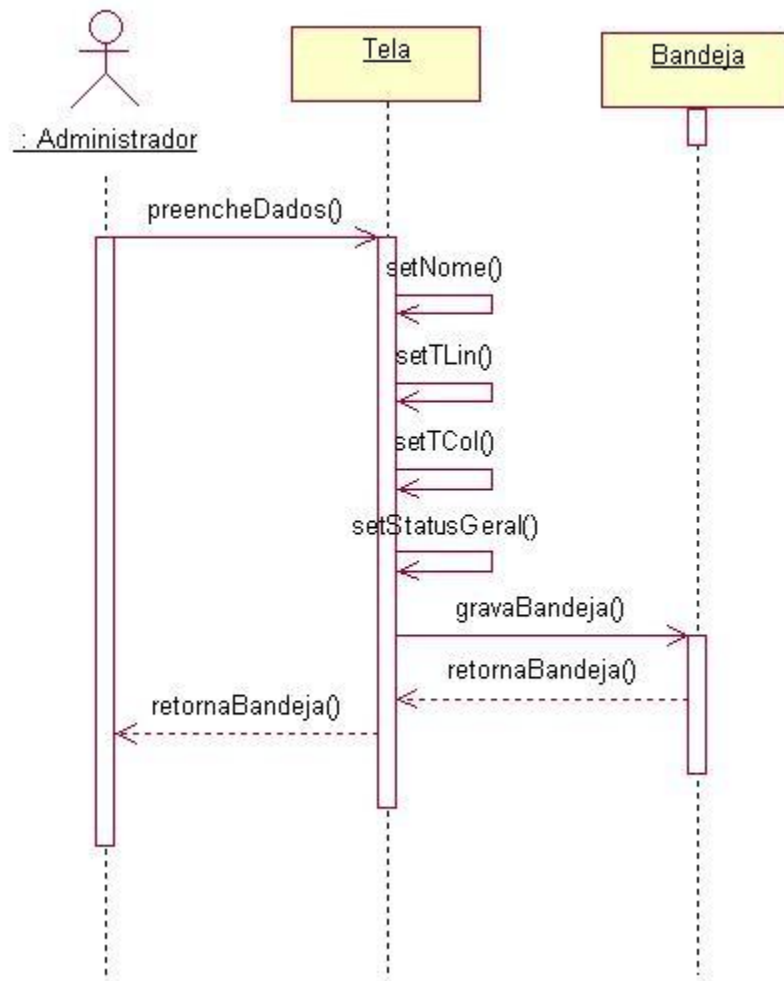 Tela
Bandeja
: Administrador
preencheDados()
setNome()
setTLin()
setTCol()
setStatusGeral()
gravaBandeja()
retornaBandeja()
retornaBandeja()